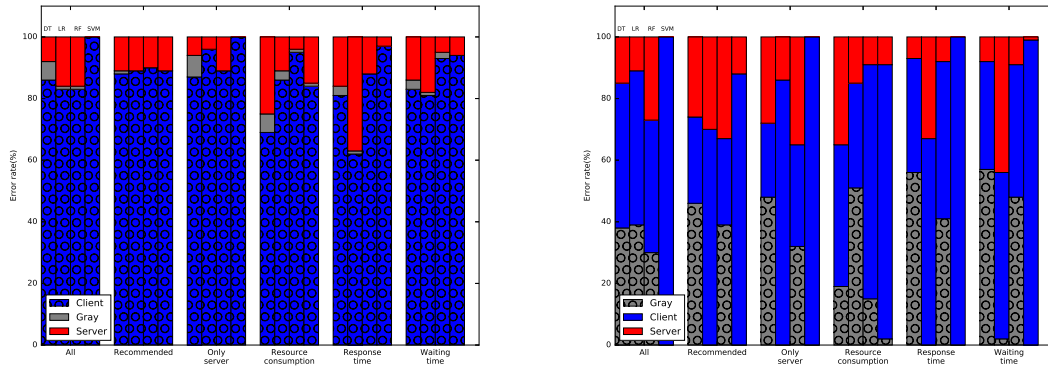 DT LR RF SVM
100
80
60
40
20
0
Error rate(%)
Client
Gray
Server
All
Recommended
Only
server
Resource
consumption
Response
time
Waiting
time
DT LR RF SVM
100
80
60
40
20
0
Error rate(%)
Gray
Client
Server
All
Recommended
Only
server
Resource
consumption
Response
time
Waiting
time